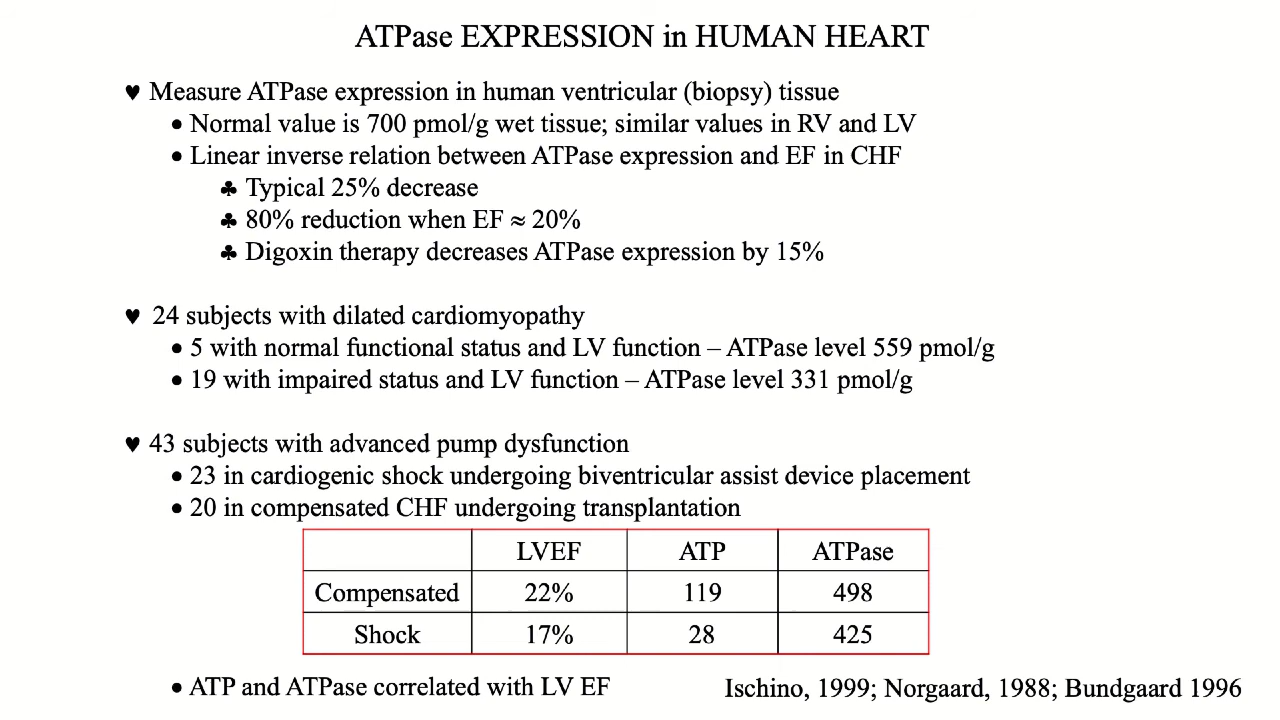 ATPase EXPRESSION in HUMAN HEART
♥ Measure ATPase expression in human ventricular (biopsy) tissue
• Normal value is 700 pmol/g wet tissue; similar values in RV and LV
• Linear inverse relation between ATPase expression and EF in CHF
♣ Typical 25% decrease
♣ 80% reduction when EF ≈ 20%
♣ Digoxin therapy decreases ATPase expression by 15%
♥ 24 subjects with dilated cardiomyopathy
• 5 with normal functional status and LV function – ATPase level 559 pmol/g
• 19 with impaired status and LV function – ATPase level 331 pmol/g
♥ 43 subjects with advanced pump dysfunction
• 23 in cardiogenic shock undergoing biventricular assist device placement
• 20 in compensated CHF undergoing transplantation
LVEF ATP ATPase
Compensated 22% 119 498
Shock 17% 28 425
• ATP and ATPase correlated with LV EF
Ischino, 1999; Norgaard, 1988; Bundgaard 1996